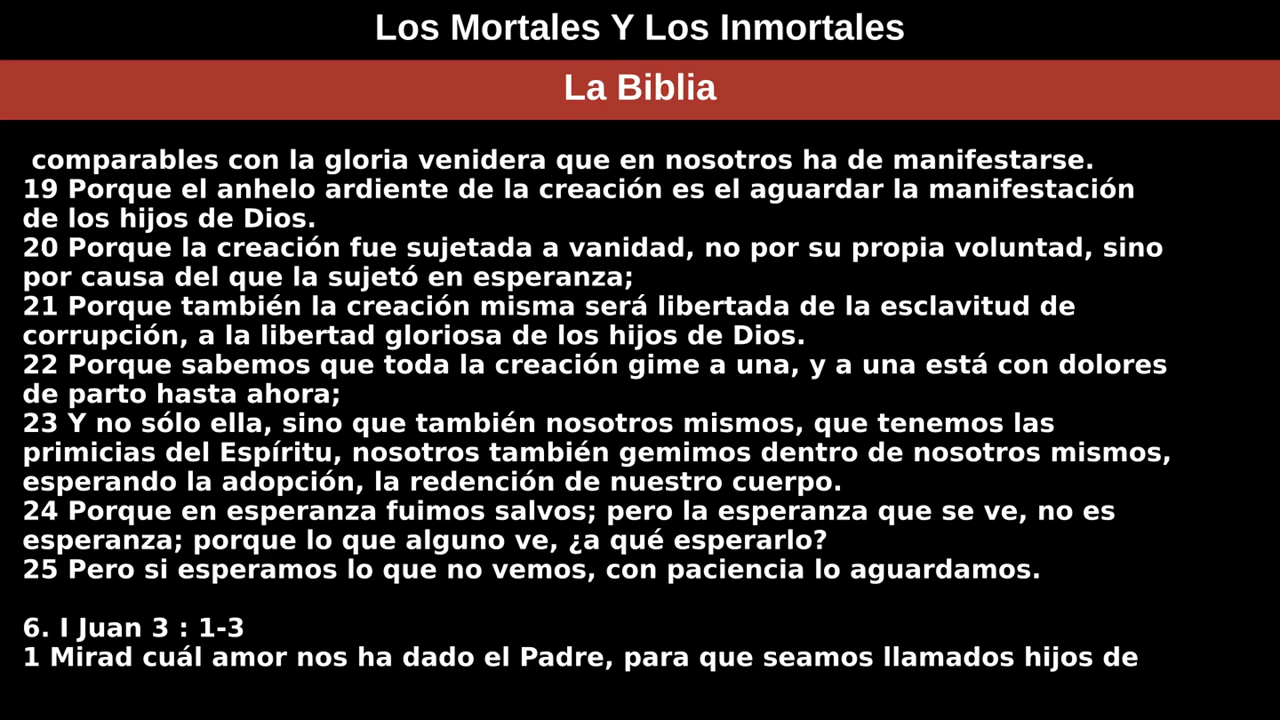 Los Mortales Y Los Inmortales
La Biblia
comparables con la gloria venidera que en nosotros ha de manifestarse.
19 Porque el anhelo ardiente de la creación es el aguardar la manifestación
de los hijos de Dios.
20 Porque la creación fue sujetada a vanidad, no por su propia voluntad, sino
por causa del que la sujetó en esperanza;
21 Porque también la creación misma será libertada de la esclavitud de
corrupción, a la libertad gloriosa de los hijos de Dios.
22 Porque sabemos que toda la creación gime a una, y a una está con dolores
de parto hasta ahora;
23 Y no sólo ella, sino que también nosotros mismos, que tenemos las
primicias del Espíritu, nosotros también gemimos dentro de nosotros mismos,
esperando la adopción, la redención de nuestro cuerpo.
24 Porque en esperanza fuimos salvos; pero la esperanza que se ve, no es
esperanza; porque lo que alguno ve, ¿a qué esperarlo?
25 Pero si esperamos lo que no vemos, con paciencia lo aguardamos.
6. I Juan 3 : 1-3
1 Mirad cuál amor nos ha dado el Padre, para que seamos llamados hijos de